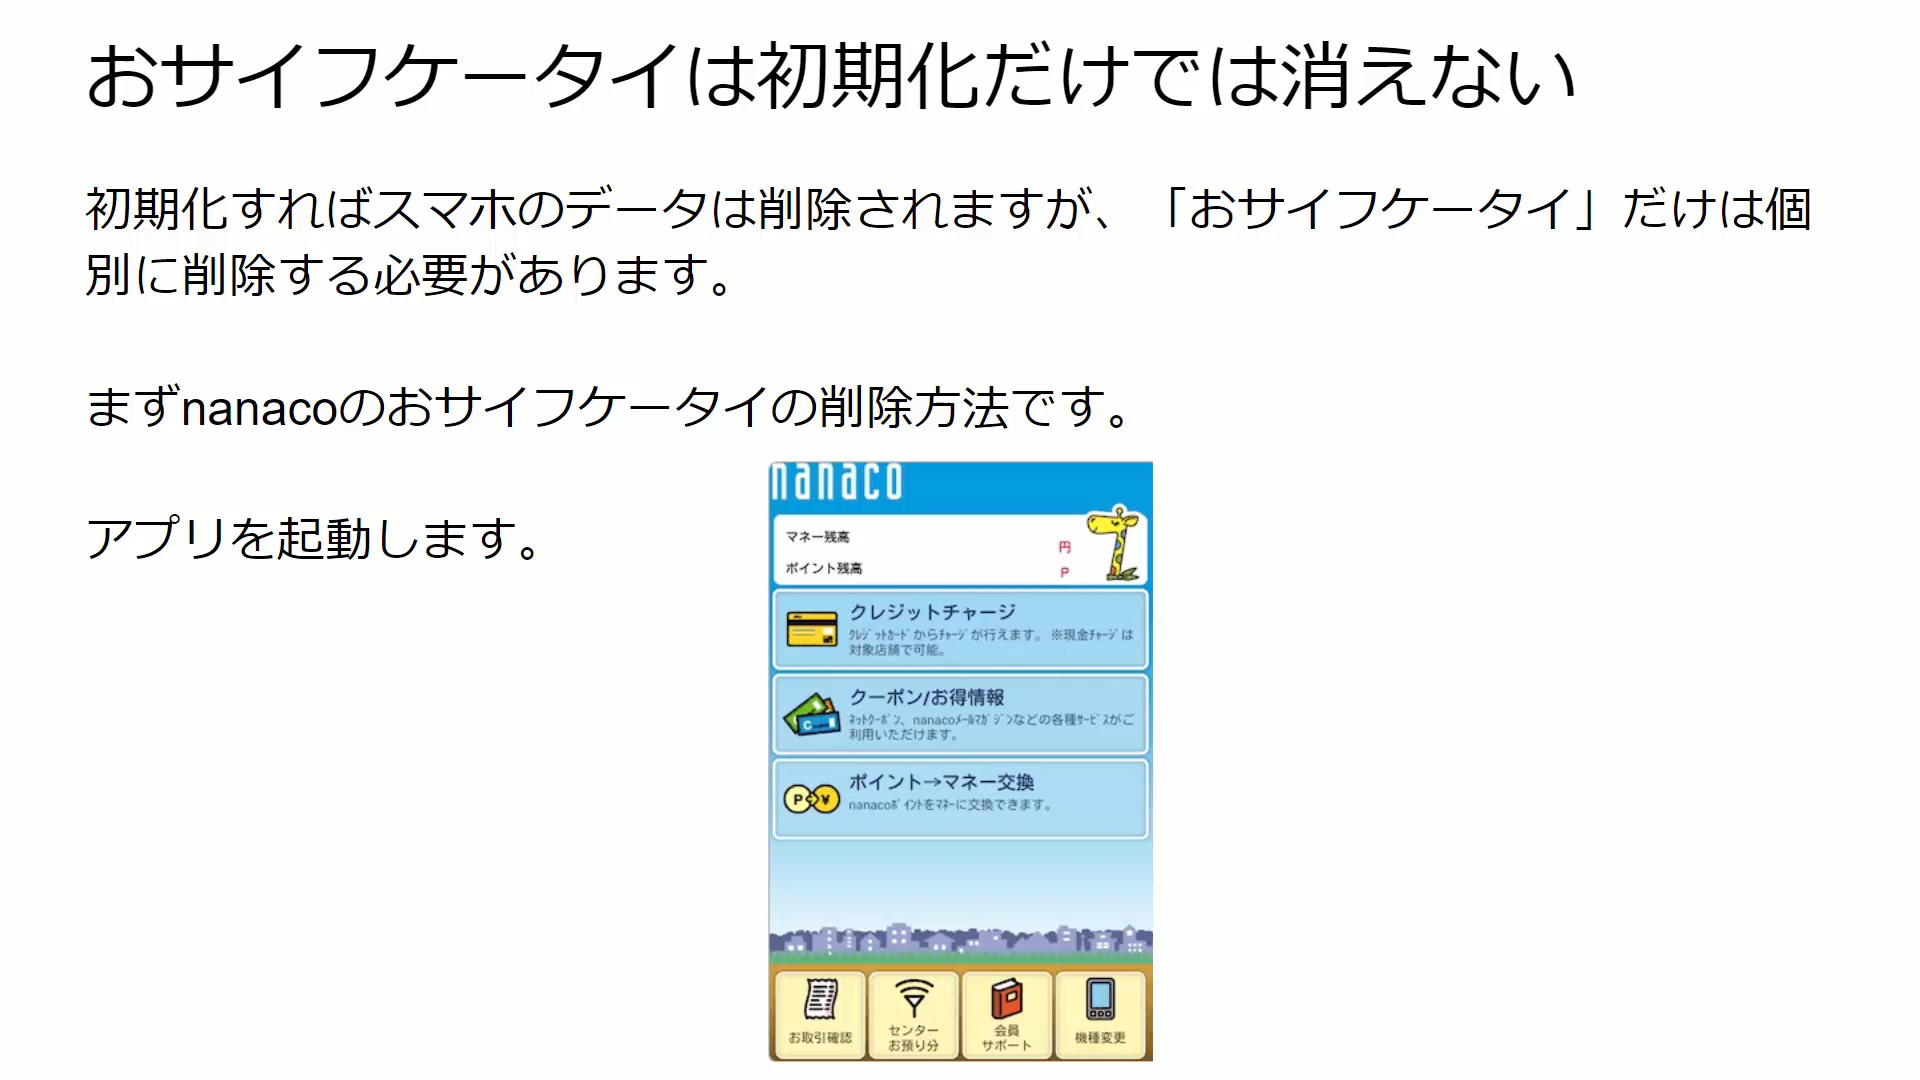 おサイフケータイは初期化だけでは消えない
初期化すればスマホのデータは削除されますが、「おサイフケータイ」だけは個
別に削除する必要があります。
まずnanacoのおサイフケータイの削除方法です。
アプリを起動します。
nanaco
マネー残高
円
ポイント残高
P
クレジットチャージ
ｸﾚｼﾞｯﾄｶｰﾄﾞからﾁｬｰｼﾞが行えます。※現金ﾁｬｰｼﾞは
対象店舗で可能。
クーポン/お得情報
ﾈｯﾄｸｰﾎﾟﾝ、nanacoﾒｰﾙﾏｶﾞｼﾞﾝなどの各種ｻｰﾋﾞｽがご
利用いただけます。
ポイント→マネー交換
nanacoﾎﾟｲﾝﾄをﾏﾈｰに交換できます。
P
¥
お取引確認
センター
お預り分
会員
サポート
機種変更